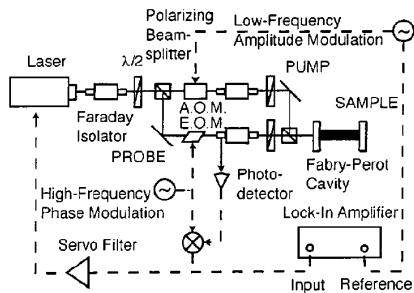 Polarizing
Beam-
splitter
Low-Frequency
Amplitude Modulation
λ/2
Laser
PUMP
SAMPLE
Faraday
Isolator
A.O.M.
E.O.M.
PROBE
Fabry-Perot
Cavity
Photo-
detector
High-Frequency
Phase Modulation
Lock-In Amplifier
Servo Filter
Input
Reference